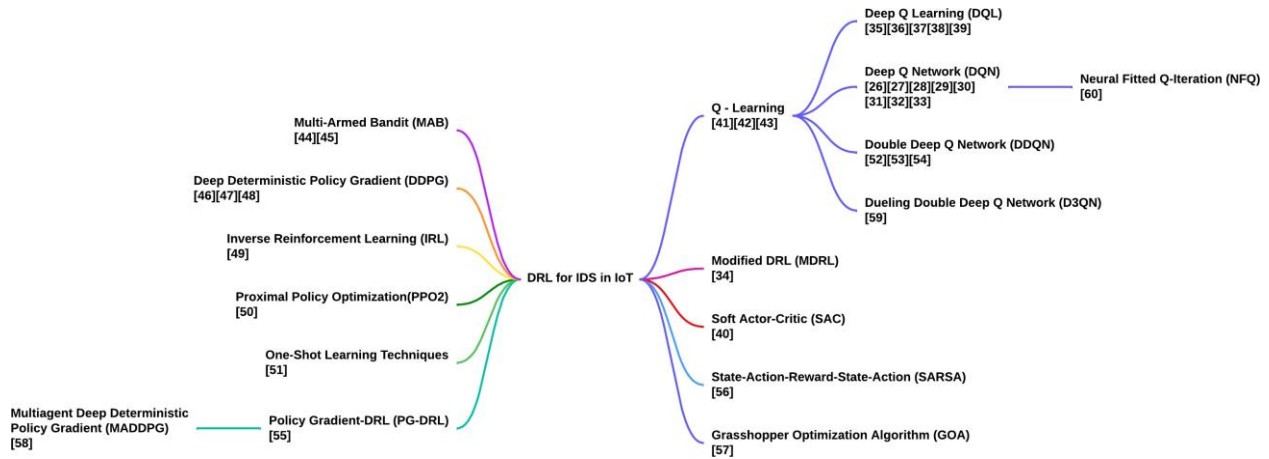 Multi-Armed Bandit (MAB)
[44][45]
Deep Deterministic Policy Gradient (DDPG)
[46][47][48]
Inverse Reinforcement Learning (IRL)
[49]
Proximal Policy Optimization(PPO2)
[50]
One-Shot Learning Techniques
[51]
Policy Gradient-DRL (PG-DRL)
[55]
Multiagent Deep Deterministic
Policy Gradient (MADDPG)
[58]
DRL for IDS in IoT
Q - Learning
[41][42][43]
Deep Q Learning (DQL)
[35][36][37[38][39]
Deep Q Network (DQN)
[26][27][28][29][30]
[31][32][33]
Neural Fitted Q-Iteration (NFQ)
[60]
Double Deep Q Network (DDQN)
[52][53][54]
Dueling Double Deep Q Network (D3QN)
[59]
Modified DRL (MDRL)
[34]
Soft Actor-Critic (SAC)
[40]
State-Action-Reward-State-Action (SARSA)
[56]
Grasshopper Optimization Algorithm (GOA)
[57]